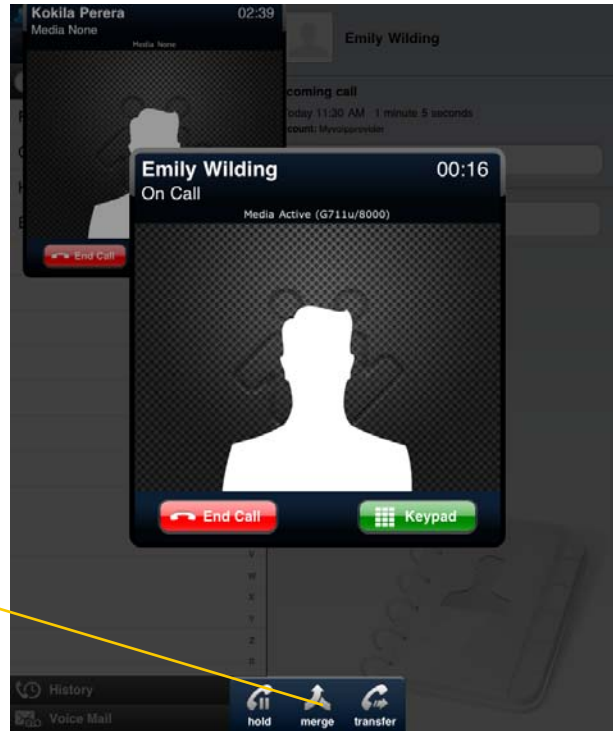 Kokila Perera 02:39
Media None
Media None
Emily Wilding
coming call
oday 11:30 AM 1 minute 5 seconds
count: Myvoipprovider
End Call
Emily Wilding 00:16
On Call
Media Active (G711u/8000)
End Call
Keypad
V
W
X
Y
Z
History
Voice Mail
hold merge transfer